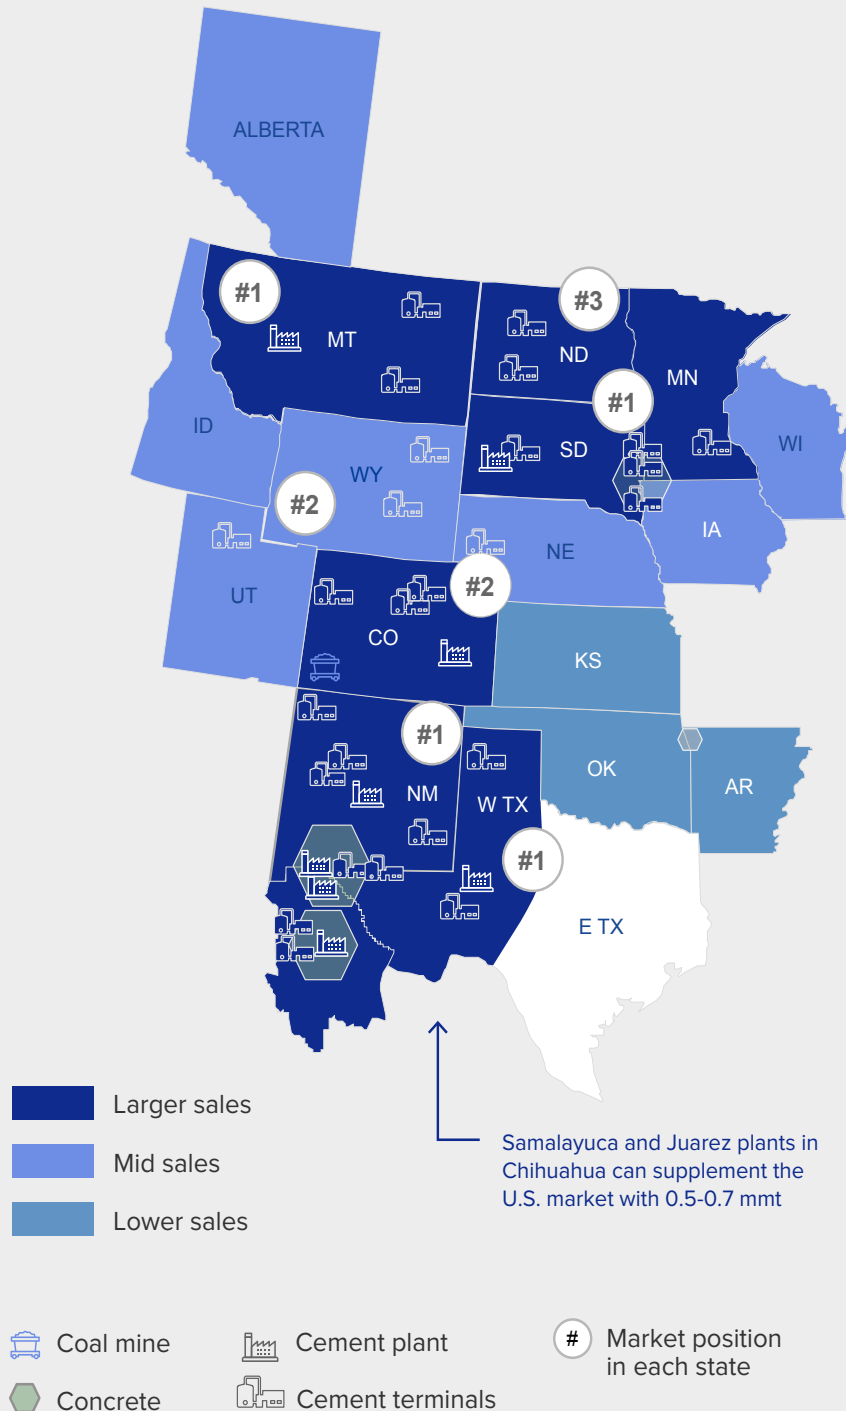 ALBERTA
#1
#3
MT
ND
MN
#1
ID
WY
SD
WI
#2
IA
NE
UT
#2
CO
KS
#1
NM
W TX
OK
AR
#1
E TX
Larger sales
Mid sales
Lower sales
Samalayuca and Juarez plants in
Chihuahua can supplement the
U.S. market with 0.5-0.7 mmt
Coal mine
Cement plant
# Market position
in each state
Concrete
Cement terminals